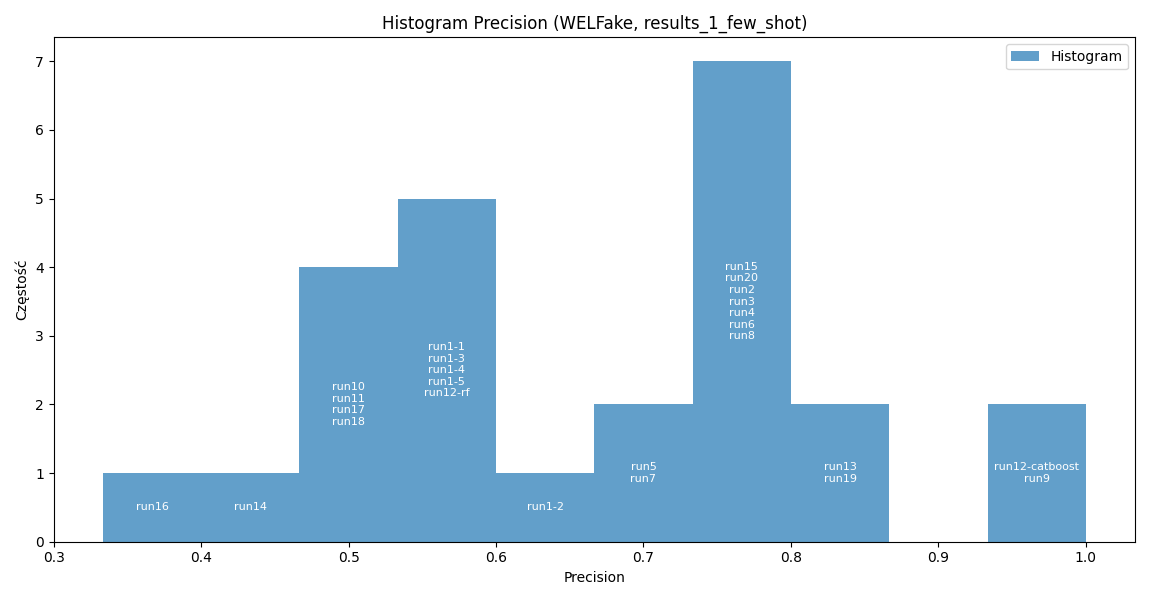 Histogram Precision (WELFake, results_1_few_shot)
Histogram
Częstość
7
6
5
4
3
2
1
0
run16
run14
run10
run11
run17
run18
run1-1
run1-3
run1-4
run1-5
run12-rf
run1-2
run5
run7
run15
run20
run2
run3
run4
run6
run8
run13
run19
run12-catboost
run9
0.3 0.4 0.5 0.6 0.7 0.8 0.9 1.0
Precision